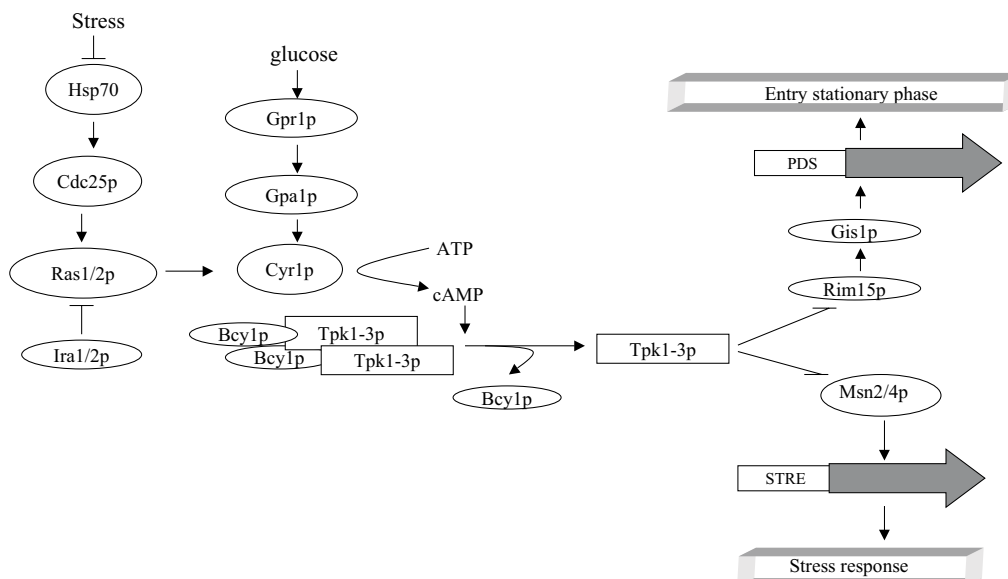 Stress
Hsp70
Cdc25p
Ras1/2p
Ira1/2p
glucose
Gpr1p
Gpa1p
Cyr1p
ATP
cAMP
Bcy1p
Tpk1-3p
Bcy1p
Tpk1-3p
Bcy1p
Tpk1-3p
Entry stationary phase
PDS
Gis1p
Rim15p
Msn2/4p
STRE
Stress response